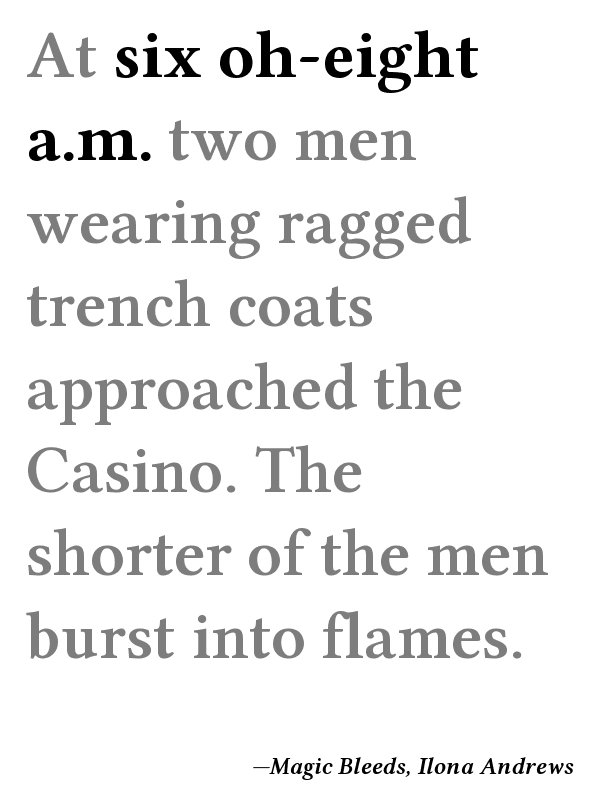 At six oh-eight
a.m. two men
wearing ragged
trench coats
approached the
Casino. The
shorter of the men
burst into flames.
—Magic Bleeds, Ilona Andrews